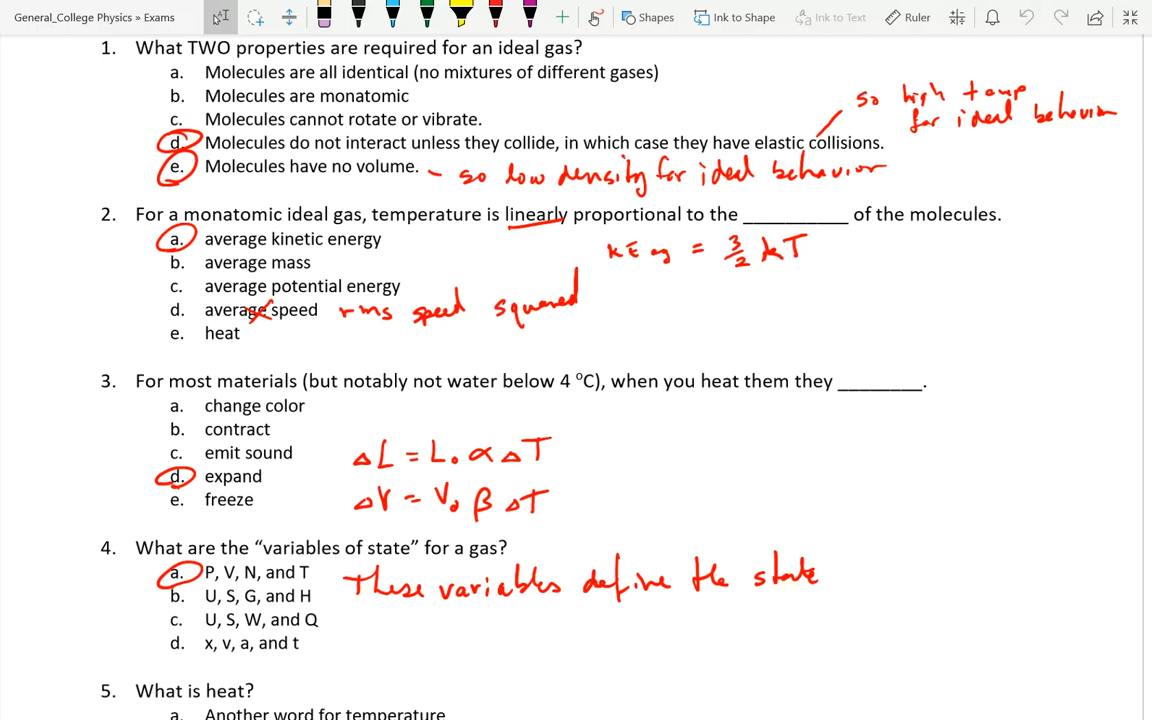 General_College Physics » Exams
Shapes Ink to Shape Ink to Text Ruler
1. What TWO properties are required for an ideal gas?
a. Molecules are all identical (no mixtures of different gases)
b. Molecules are monatomic
so high temp
for ideal behavior
c. Molecules cannot rotate or vibrate.
d. Molecules do not interact unless they collide, in which case they have elastic collisions.
e. Molecules have no volume. – so low density for ideal behavior
2. For a monatomic ideal gas, temperature is linearly proportional to the __________ of the molecules.
a. average kinetic energy
KE avg = 3/2 kT
b. average mass
c. average potential energy
d. average speed rms speed squared
e. heat
3. For most materials (but notably not water below 4 °C), when you heat them they ________.
a. change color
b. contract
c. emit sound ΔL = L₀ α ΔT
d. expand
e. freeze ΔV = V₀ β ΔT
4. What are the “variables of state” for a gas?
a. P, V, N, and T These variables define the state
b. U, S, G, and H
c. U, S, W, and Q
d. x, v, a, and t
5. What is heat?
a. Another word for temperature